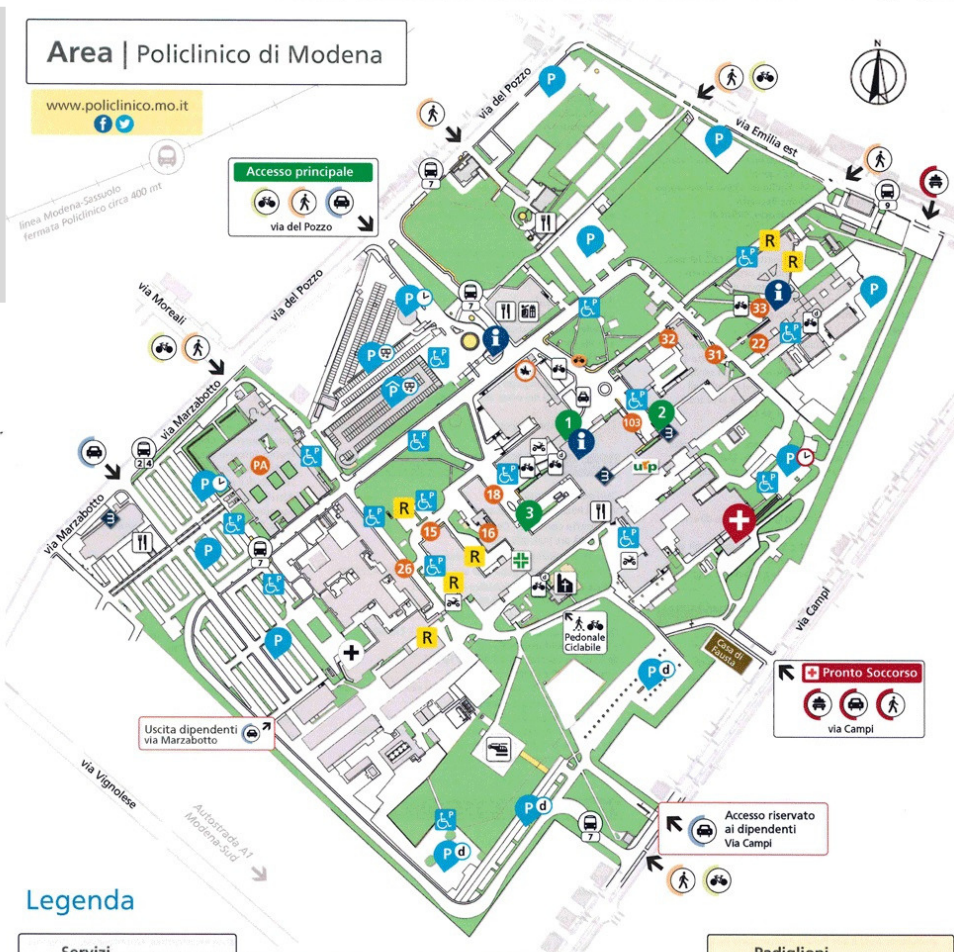 Area | Policlinico di Modena
www.policlinico.mo.it
linea Modena-Sassuolo
fermata Policlinico circa 400 mt
Accesso principale
via del Pozzo
via del Pozzo
7
P
via Emilia est
P
9
N
P
R
R
P
i
33
22
31
32
via Moreali
via del Pozzo
P
7
i
P
P
via Marzabotto
2 4
PA
P
via Marzabotto
P
7
P
1
i
103
2
urp
P
18
3
16
15
26
R
R
R
R
Pedonale
Ciclabile
via Campi
Casa di
Fausta
Pronto Soccorso
via Campi
P d
Uscita dipendenti
via Marzabotto
via Vignolese
Autostrada A1
Modena-Sud
P d
P d
7
Accesso riservato
ai dipendenti
Via Campi
Legenda
Servizi
Padiglioni